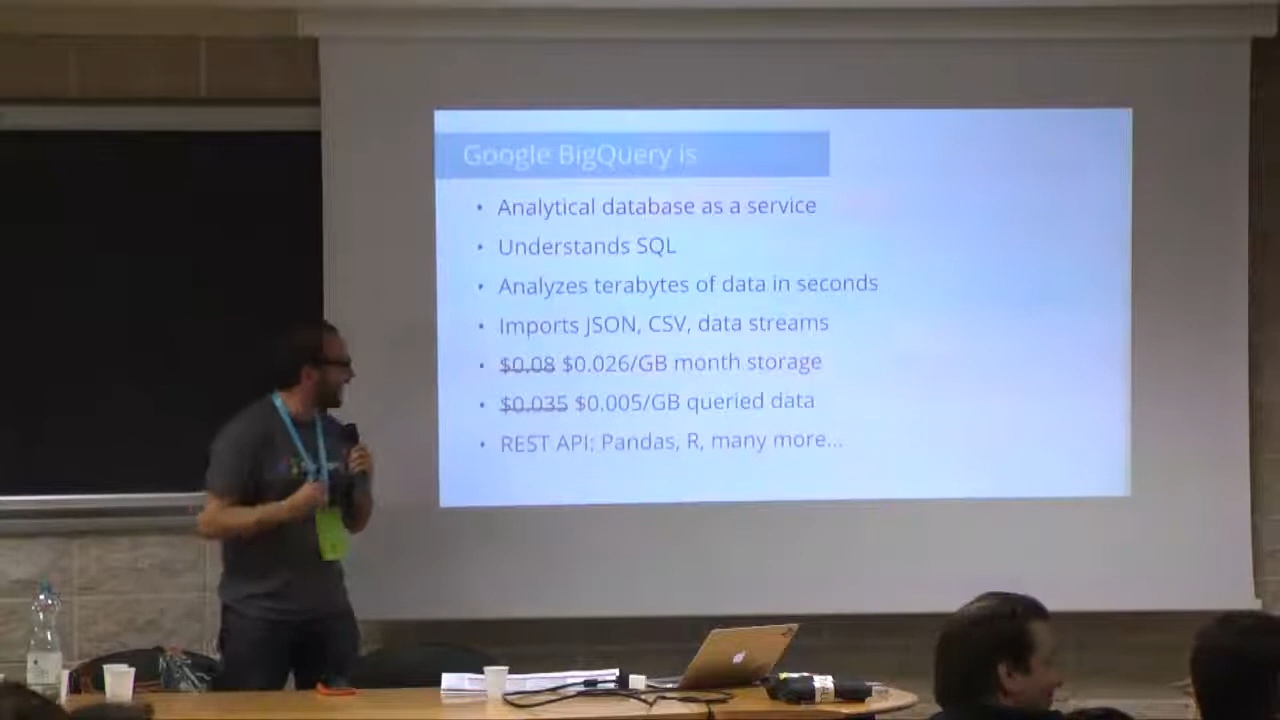 Google BigQuery is
• Analytical database as a service
• Understands SQL
• Analyzes terabytes of data in seconds
• Imports JSON, CSV, data streams
• $0.08 $0.026/GB month storage
• $0.035 $0.005/GB queried data
• REST API: Pandas, R, many more...